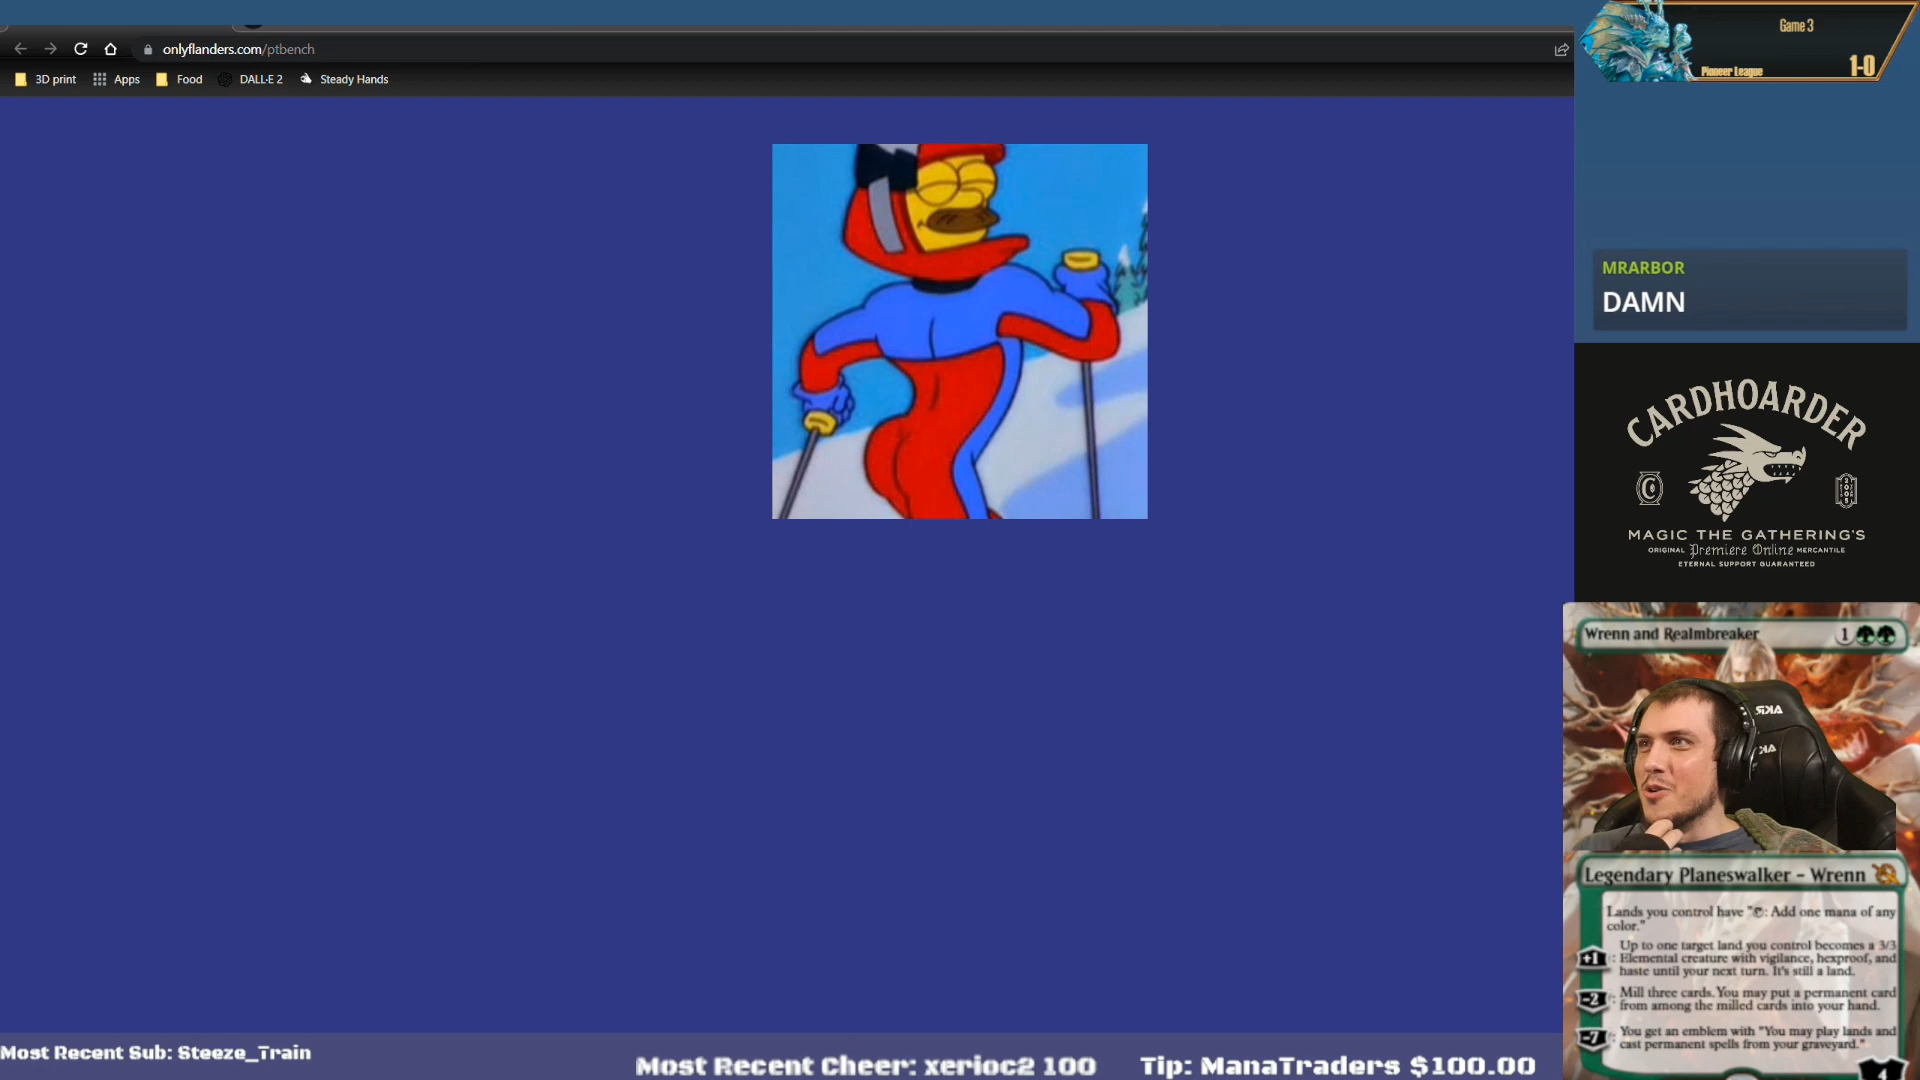 onlyflanders.com/ptbench
3D print
Apps
Food
DALL·E 2
Steady Hands
Game 3
Pioneer League
1-0
MRARBOR
DAMN
CARDHOARDER
C
MAGIC THE GATHERING'S
ORIGINAL Premiere Online MERCANTILE
ETERNAL SUPPORT GUARANTEED
Wrenn and Realmbreaker 1
AKR
Legendary Planeswalker – Wrenn
Lands you control have "T: Add one mana of any
color."
Up to one target land you control becomes a 3/3
+1: Elemental creature with vigilance, hexproof, and
haste until your next turn. It's still a land.
-2: Mill three cards. You may put a permanent card
from among the milled cards into your hand.
-7: You get an emblem with "You may play lands and
cast permanent spells from your graveyard."
4
Most Recent Sub: Steeze_Train
Most Recent Cheer: xerioc2 100
Tip: ManaTraders $100.00